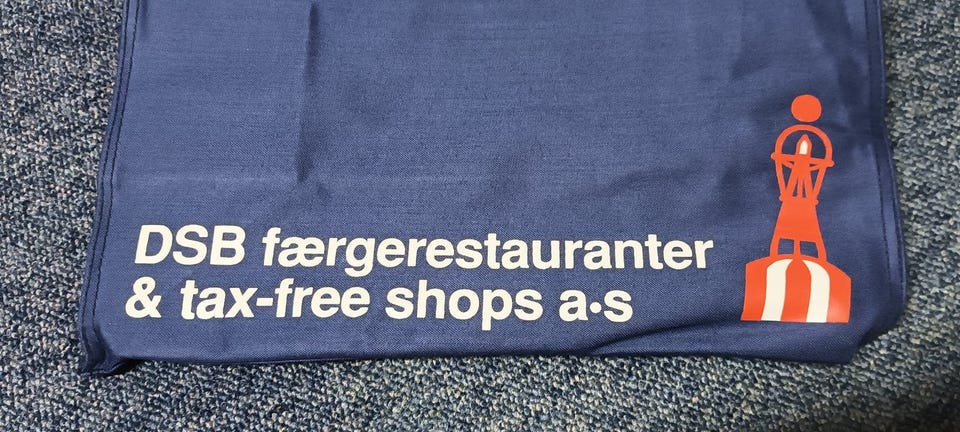 DSB færgerestauranter
& tax-free shops a•s